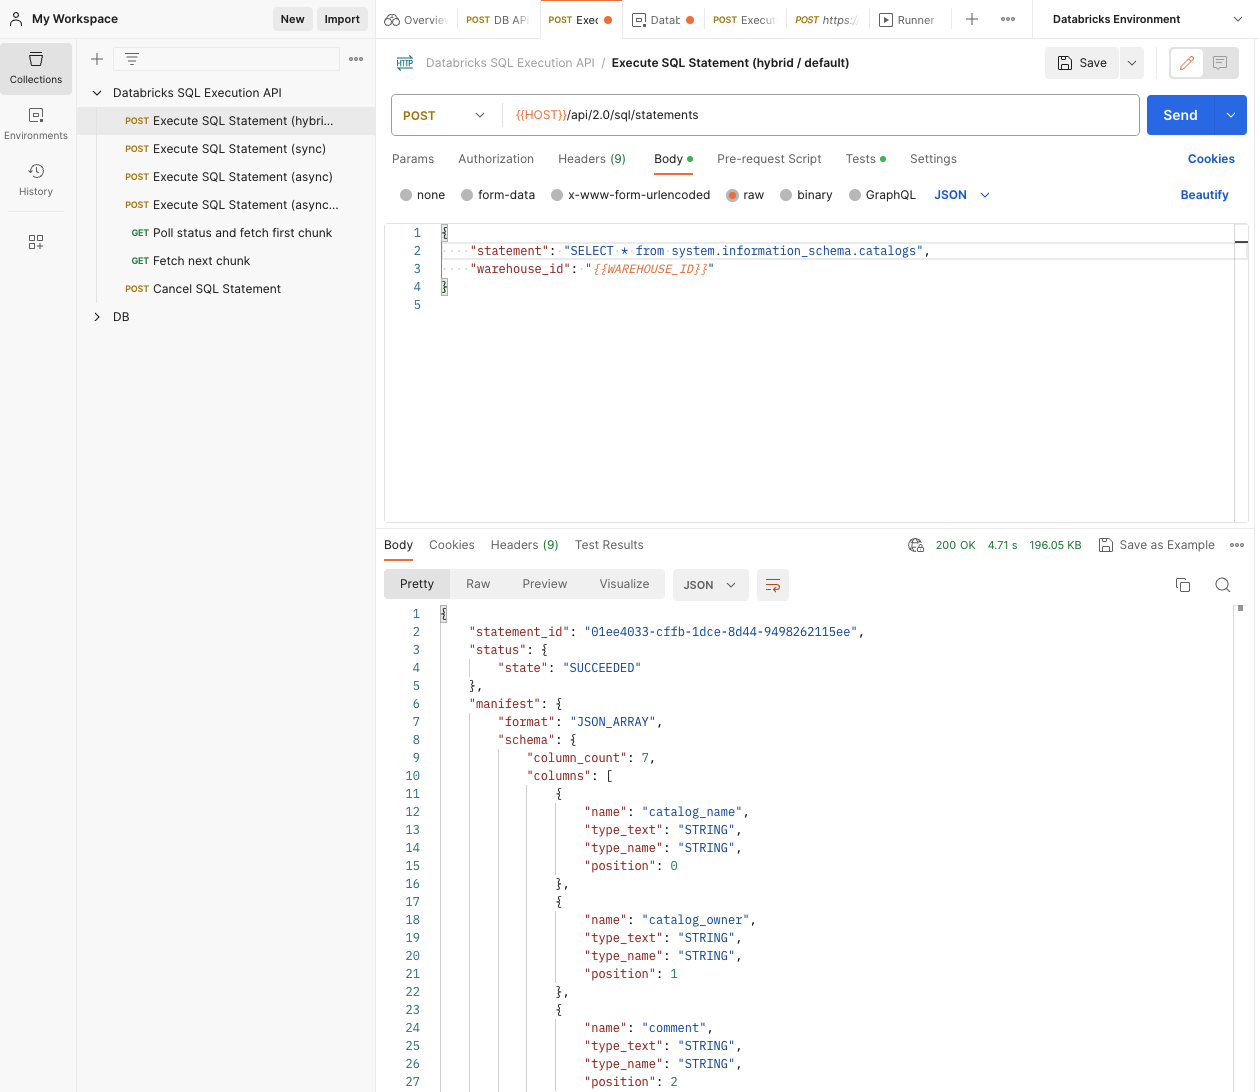 My Workspace
New
Import
Overview
POST DB API
POST Exec
Datab
POST Execut
POST https:/
Runner
Databricks Environment
Collections
Environments
History
Databricks SQL Execution API
POST Execute SQL Statement (hybri...
POST Execute SQL Statement (sync)
POST Execute SQL Statement (async)
POST Execute SQL Statement (async...
GET Poll status and fetch first chunk
GET Fetch next chunk
POST Cancel SQL Statement
DB
HTTP Databricks SQL Execution API / Execute SQL Statement (hybrid / default)
Save
POST
{{HOST}}/api/2.0/sql/statements
Send
Params Authorization Headers (9) Body Pre-request Script Tests Settings
Cookies
none form-data x-www-form-urlencoded raw binary GraphQL JSON
Beautify
1 {
2 "statement": "SELECT * from system.information_schema.catalogs",
3 "warehouse_id": "{{WAREHOUSE_ID}}"
4 }
5
Body Cookies Headers (9) Test Results
200 OK 4.71 s 196.05 KB Save as Example
Pretty Raw Preview Visualize JSON
1 {
2 "statement_id": "01ee4033-cffb-1dce-8d44-9498262115ee",
3 "status": {
4 "state": "SUCCEEDED"
5 },
6 "manifest": {
7 "format": "JSON_ARRAY",
8 "schema": {
9 "column_count": 7,
10 "columns": [
11 {
12 "name": "catalog_name",
13 "type_text": "STRING",
14 "type_name": "STRING",
15 "position": 0
16 },
17 {
18 "name": "catalog_owner",
19 "type_text": "STRING",
20 "type_name": "STRING",
21 "position": 1
22 },
23 {
24 "name": "comment",
25 "type_text": "STRING",
26 "type_name": "STRING",
27 "position": 2